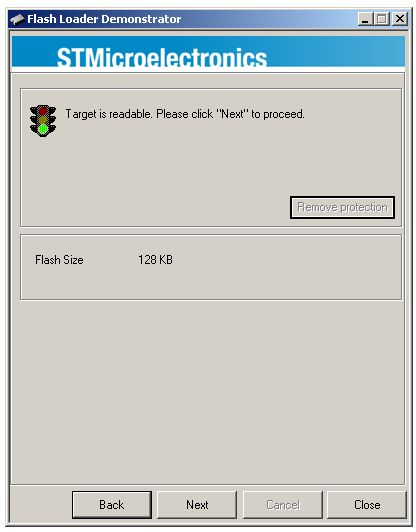 Flash Loader Demonstrator
STMicroelectronics
Target is readable. Please click "Next" to proceed.
Remove protection
Flash Size 128 KB
Back Next Cancel Close